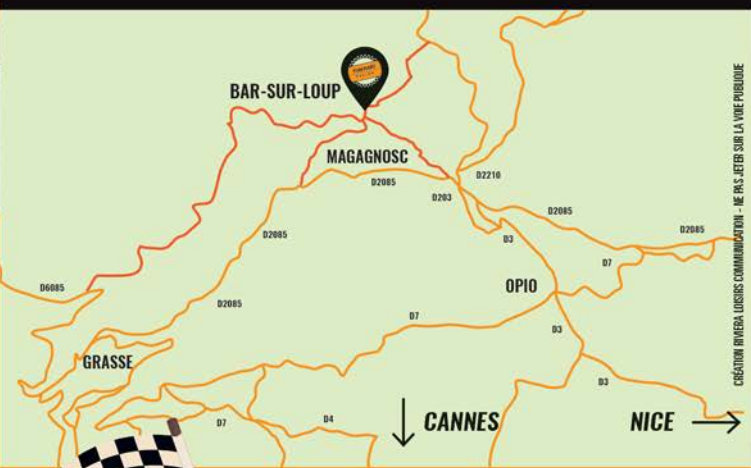 BAR-SUR-LOUP
MAGAGNOSC
D2085
D2210
D203
D2085
D2085
D2085
D3
D7
D6085
OPIO
D2085
D7
D3
GRASSE
D3
D7
D4
CANNES
NICE
CRÉATION RIVIERA LOISIRS COMMUNICATION - NE PAS JETER SUR LA VOIE PUBLIQUE